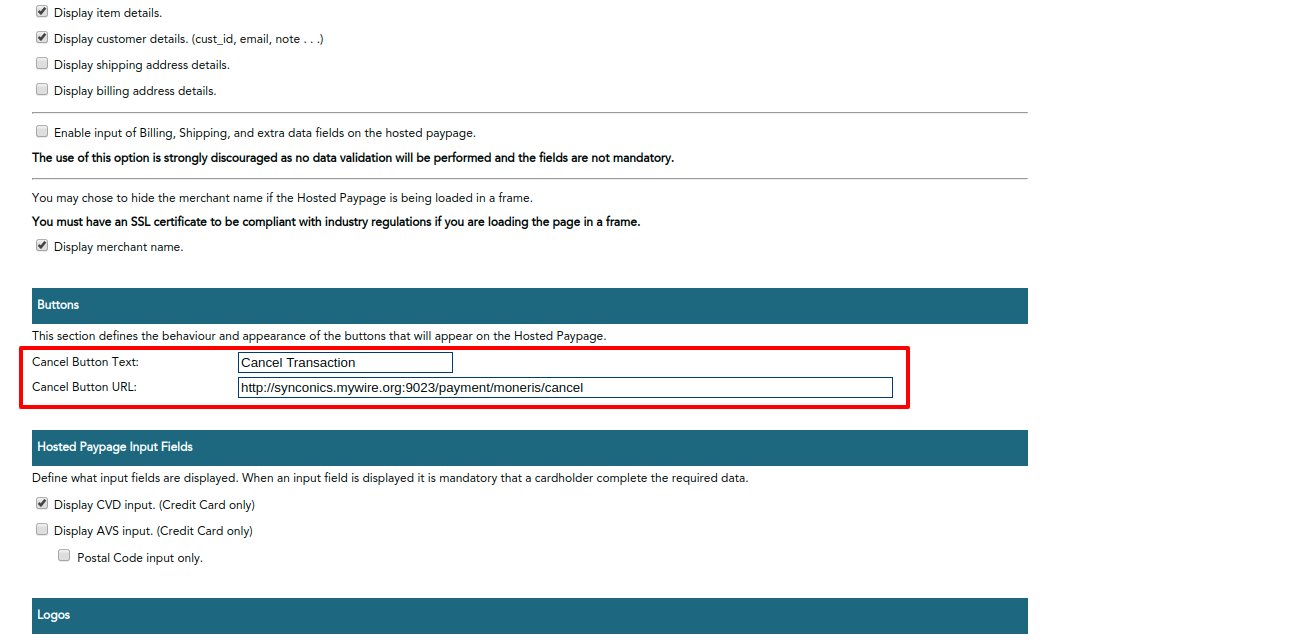 Display item details.
Display customer details. (cust_id, email, note . . .)
Display shipping address details.
Display billing address details.
Enable input of Billing, Shipping, and extra data fields on the hosted paypage.
The use of this option is strongly discouraged as no data validation will be performed and the fields are not mandatory.
You may chose to hide the merchant name if the Hosted Paypage is being loaded in a frame.
You must have an SSL certificate to be compliant with industry regulations if you are loading the page in a frame.
Display merchant name.
Buttons
This section defines the behaviour and appearance of the buttons that will appear on the Hosted Paypage.
Cancel Button Text: Cancel Transaction
Cancel Button URL: http://synconics.mywire.org:9023/payment/moneris/cancel
Hosted Paypage Input Fields
Define what input fields are displayed. When an input field is displayed it is mandatory that a cardholder complete the required data.
Display CVD input. (Credit Card only)
Display AVS input. (Credit Card only)
Postal Code input only.
Logos